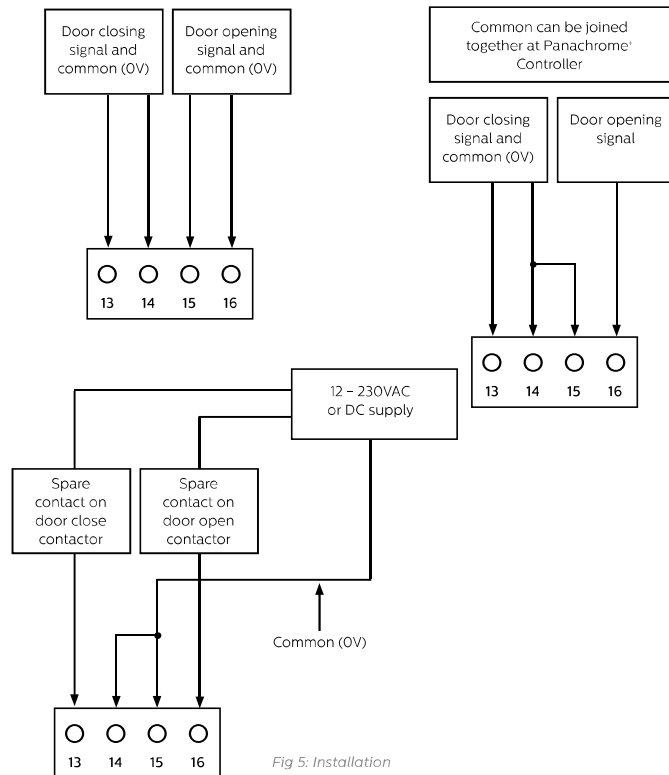 Door closing
signal and
common (0V)
Door opening
signal and
common (0V)
13 14 15 16
Common can be joined
together at Panachrome+
Controller
Door closing
signal and
common (0V)
Door opening
signal
13 14 15 16
12 – 230VAC
or DC supply
Spare
contact on
door close
contactor
Spare
contact on
door open
contactor
Common (0V)
13 14 15 16
Fig 5: Installation